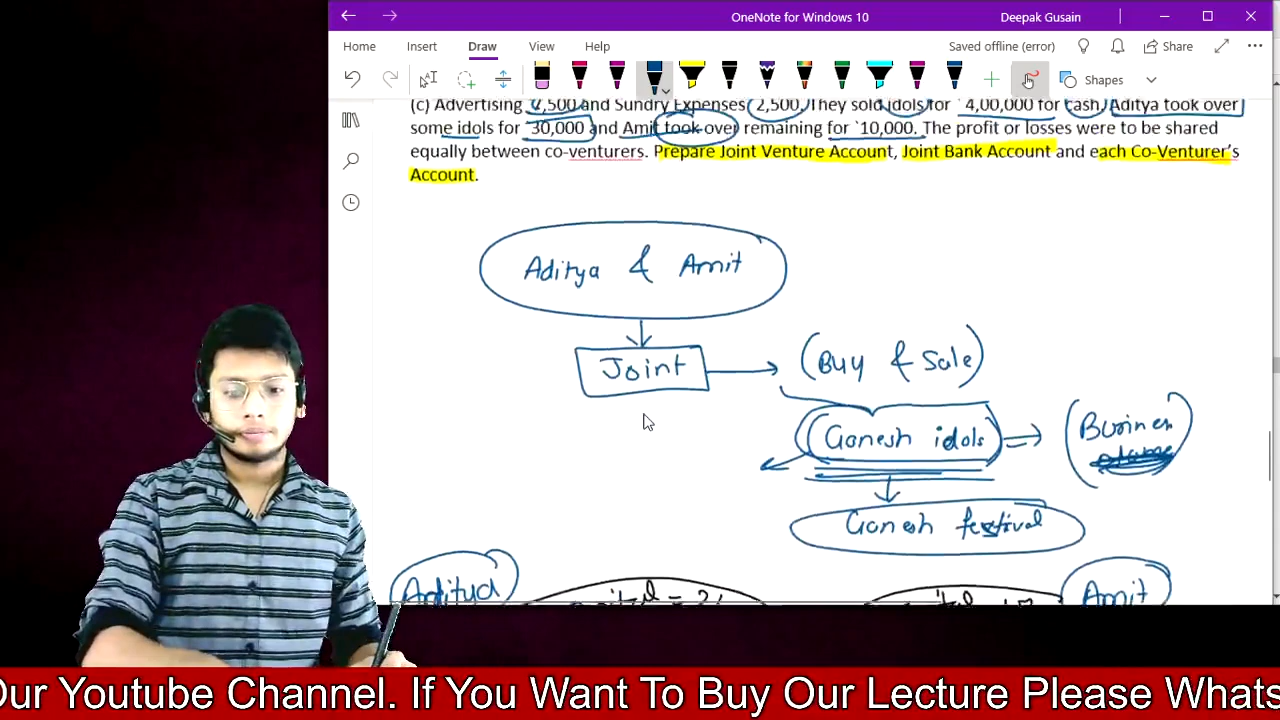 OneNote for Windows 10
Deepak Gusain
Home Insert Draw View Help
Saved offline (error)
Share
Shapes
(c) Advertising 7,500 and Sundry Expenses 2,500. They sold idols for `4,00,000 for cash. Aditya took over
some idols for `30,000 and Amit took over remaining for `10,000. The profit or losses were to be shared
equally between co-venturers. Prepare Joint Venture Account, Joint Bank Account and each Co-Venturer's
Account.
Aditya & Amit
Joint
(Buy & Sale)
(Ganesh idols)
Ganesh festival
Aditya
Amit
Our Youtube Channel. If You Want To Buy Our Lecture Please Whats